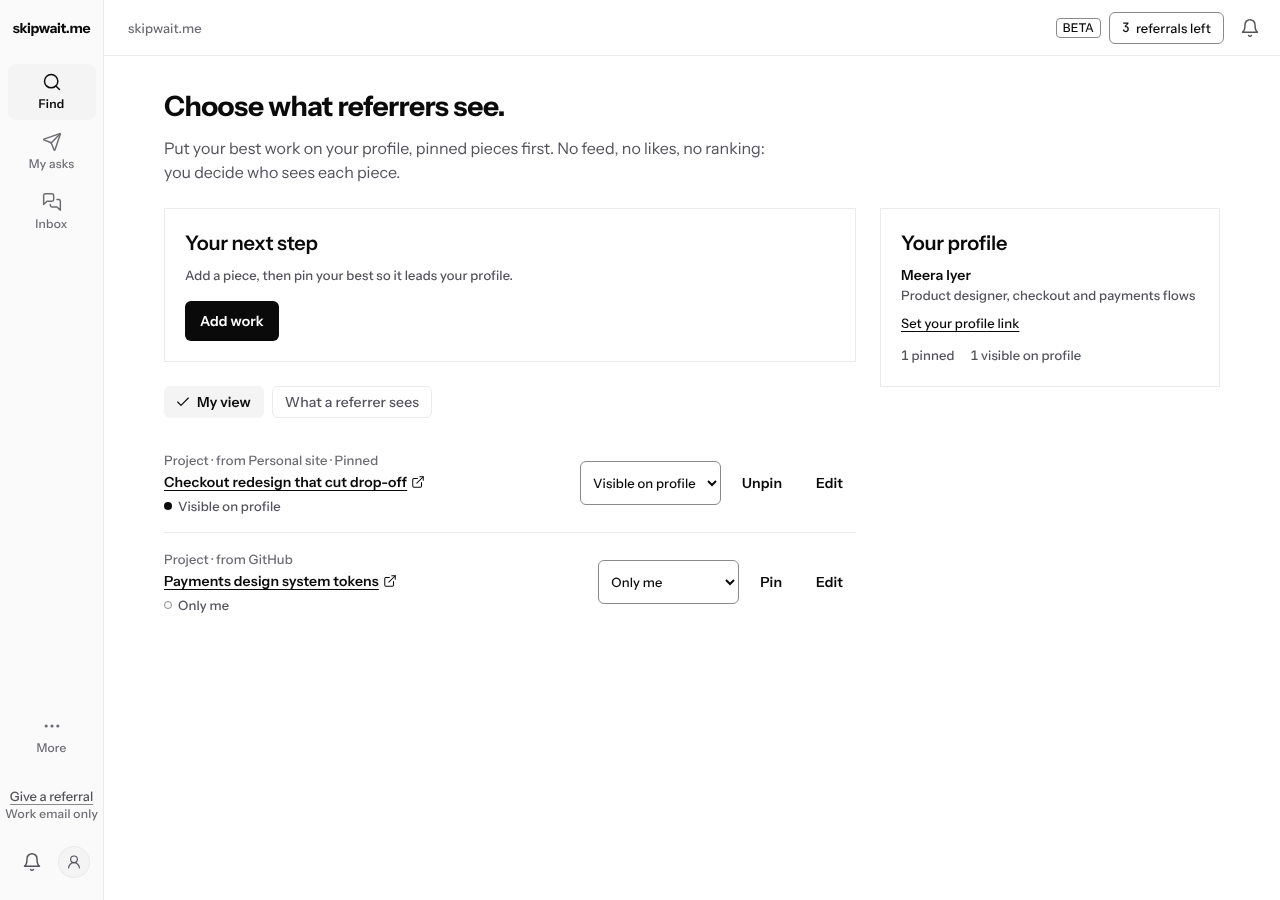 skipwait.me
Find
My asks
Inbox
More
Give a referral
Work email only
skipwait.me
BETA
3 referrals left
Choose what referrers see.
Put your best work on your profile, pinned pieces first. No feed, no likes, no ranking:
you decide who sees each piece.
Your next step
Add a piece, then pin your best so it leads your profile.
Add work
Your profile
Meera Iyer
Product designer, checkout and payments flows
Set your profile link
1 pinned 1 visible on profile
My view
What a referrer sees
Project · from Personal site · Pinned
Checkout redesign that cut drop-off
Visible on profile
Visible on profile
Unpin
Edit
Project · from GitHub
Payments design system tokens
Only me
Only me
Pin
Edit